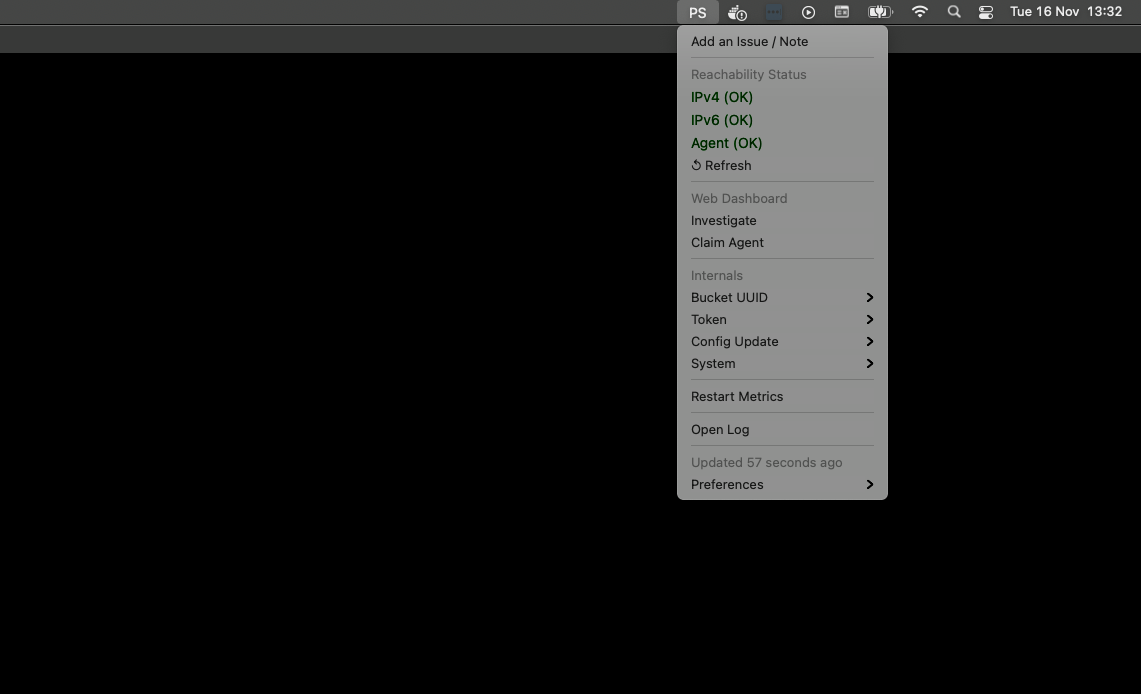 PS
Tue 16 Nov 13:32
Add an Issue / Note
Reachability Status
IPv4 (OK)
IPv6 (OK)
Agent (OK)
Refresh
Web Dashboard
Investigate
Claim Agent
Internals
Bucket UUID
Token
Config Update
System
Restart Metrics
Open Log
Updated 57 seconds ago
Preferences